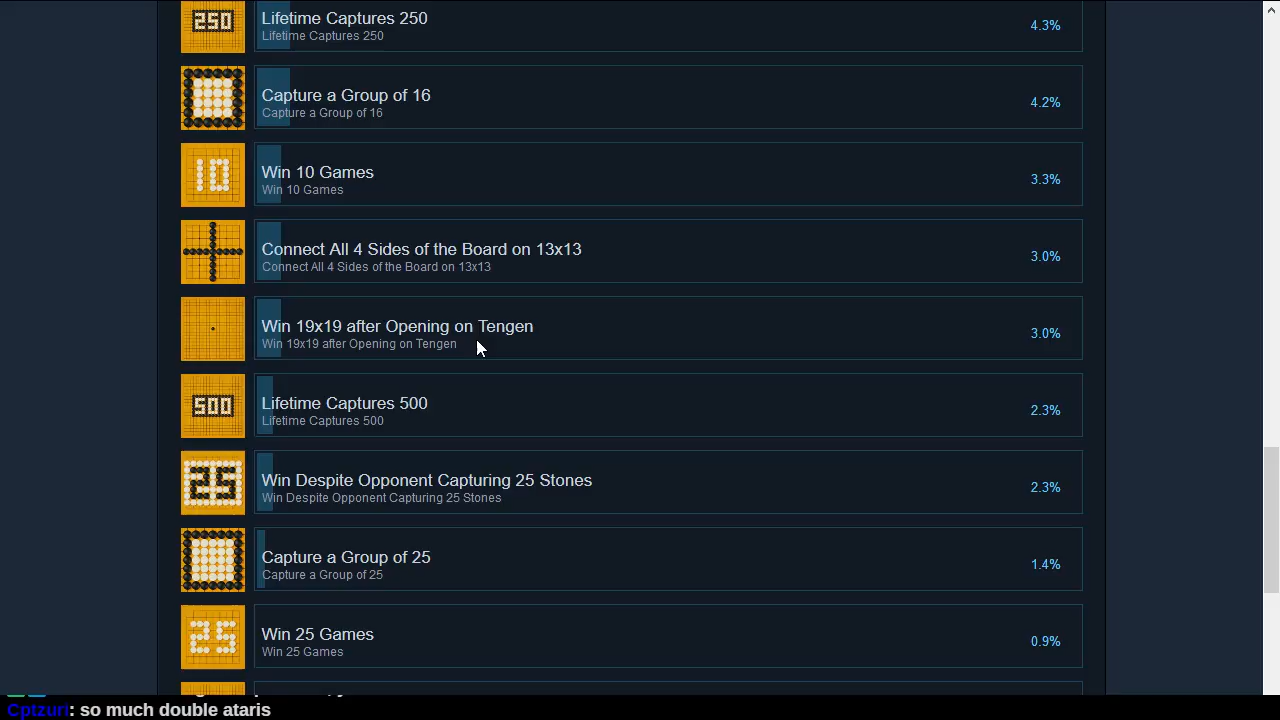 250
Lifetime Captures 250
Lifetime Captures 250
4.3%
Capture a Group of 16
Capture a Group of 16
4.2%
10
Win 10 Games
Win 10 Games
3.3%
Connect All 4 Sides of the Board on 13x13
Connect All 4 Sides of the Board on 13x13
3.0%
Win 19x19 after Opening on Tengen
Win 19x19 after Opening on Tengen
3.0%
500
Lifetime Captures 500
Lifetime Captures 500
2.3%
25
Win Despite Opponent Capturing 25 Stones
Win Despite Opponent Capturing 25 Stones
2.3%
Capture a Group of 25
Capture a Group of 25
1.4%
25
Win 25 Games
Win 25 Games
0.9%
Cptzuri: so much double ataris